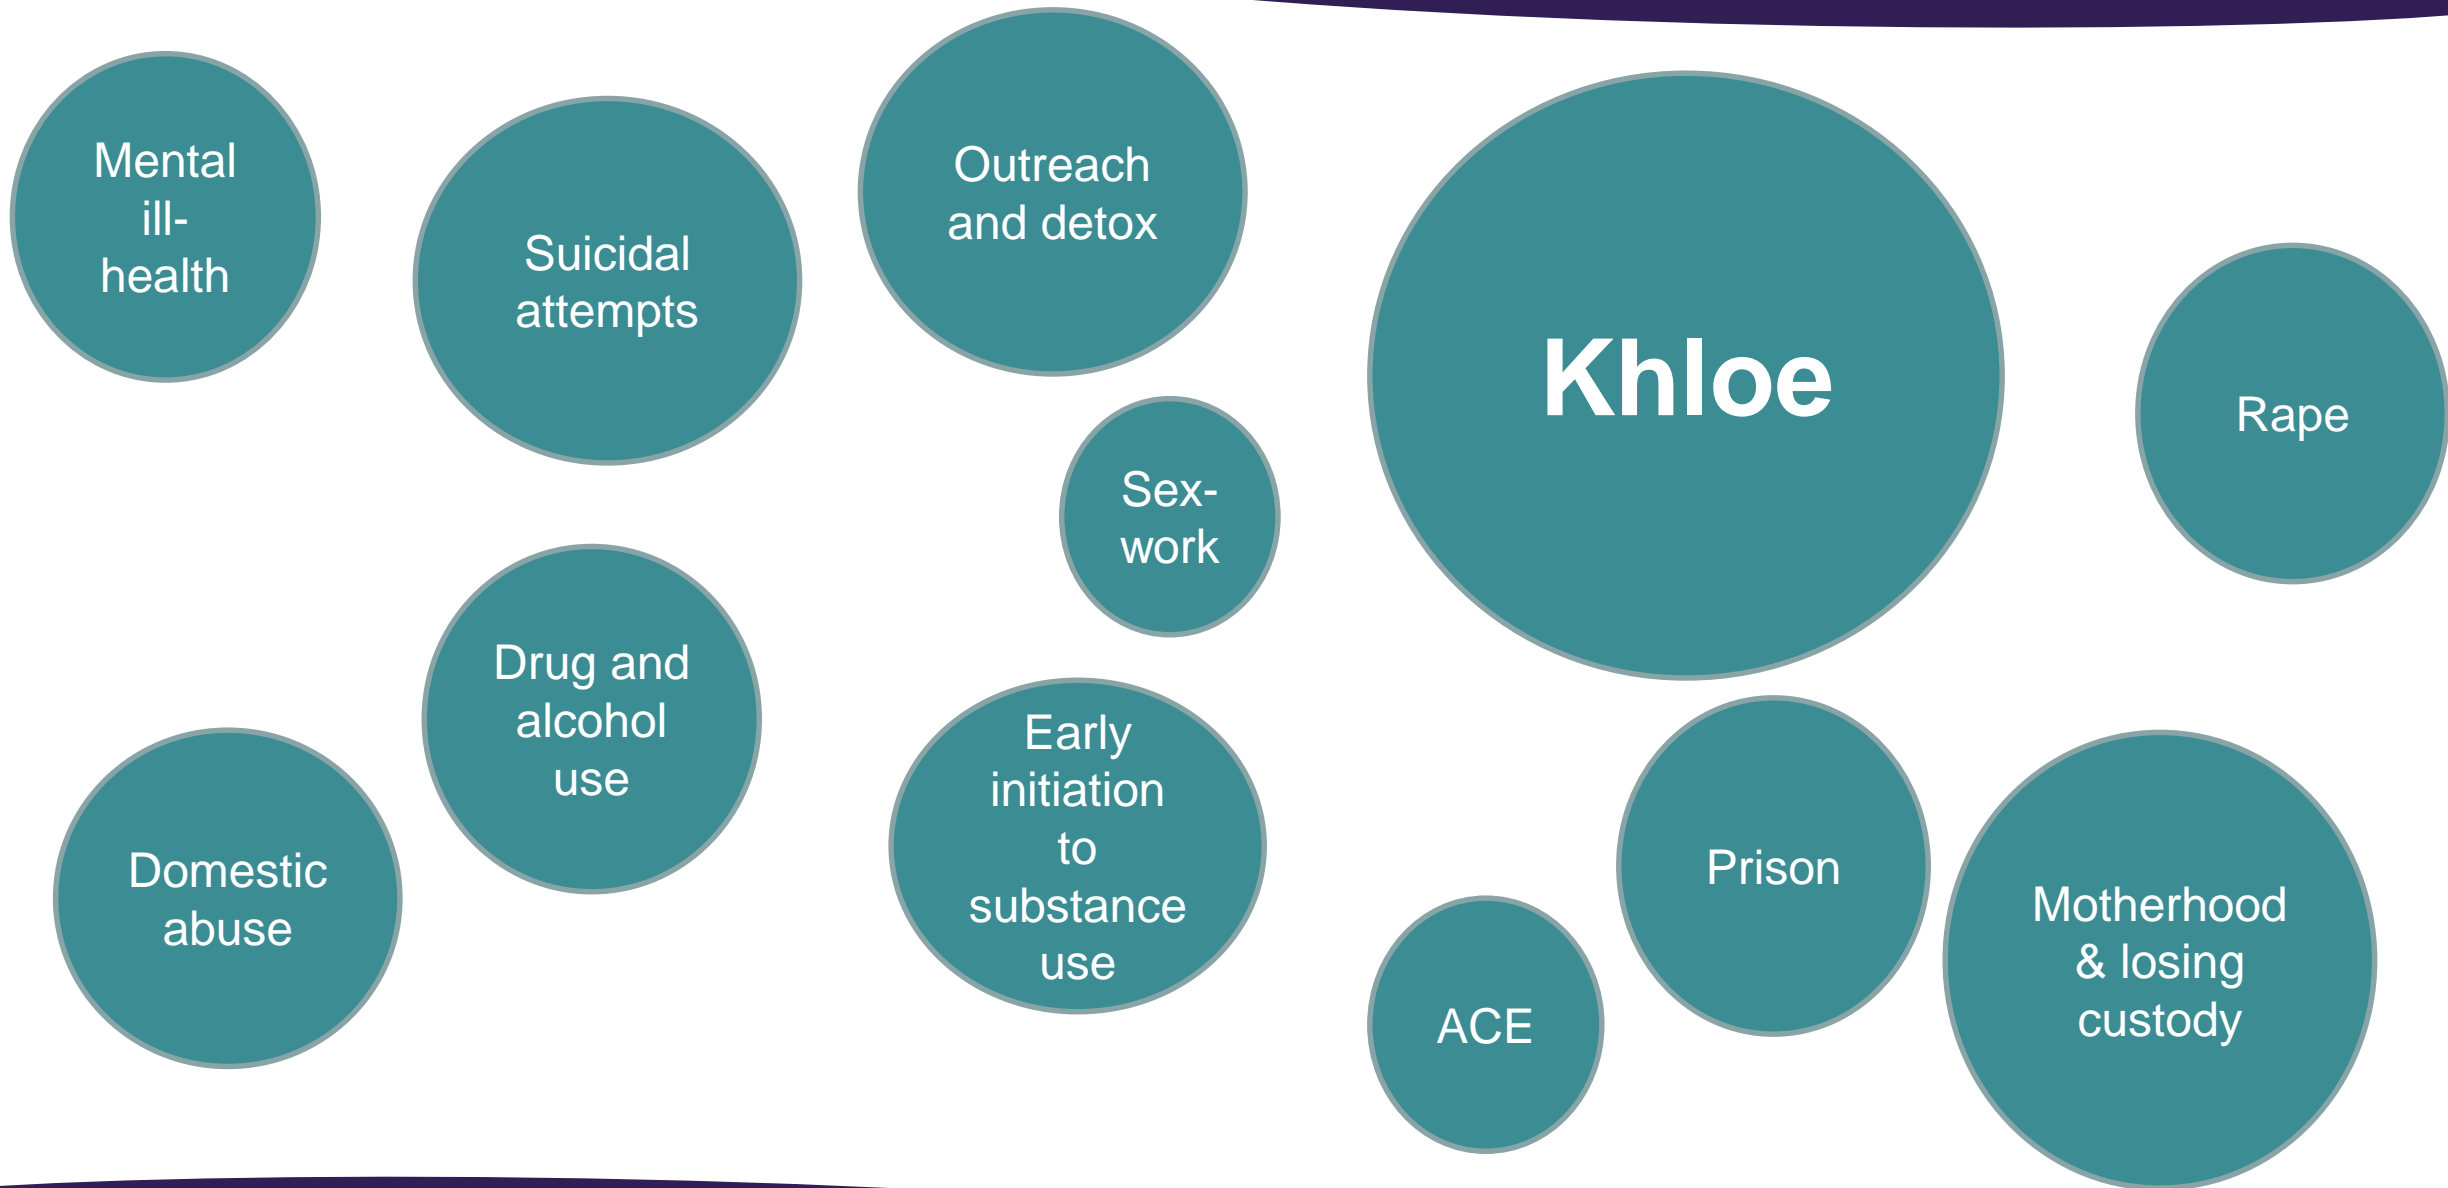 Mental
ill-
health
Suicidal
attempts
Outreach
and detox
Khloe
Rape
Sex-
work
Drug and
alcohol
use
Domestic
abuse
Early
initiation
to
substance
use
Prison
ACE
Motherhood
& losing
custody